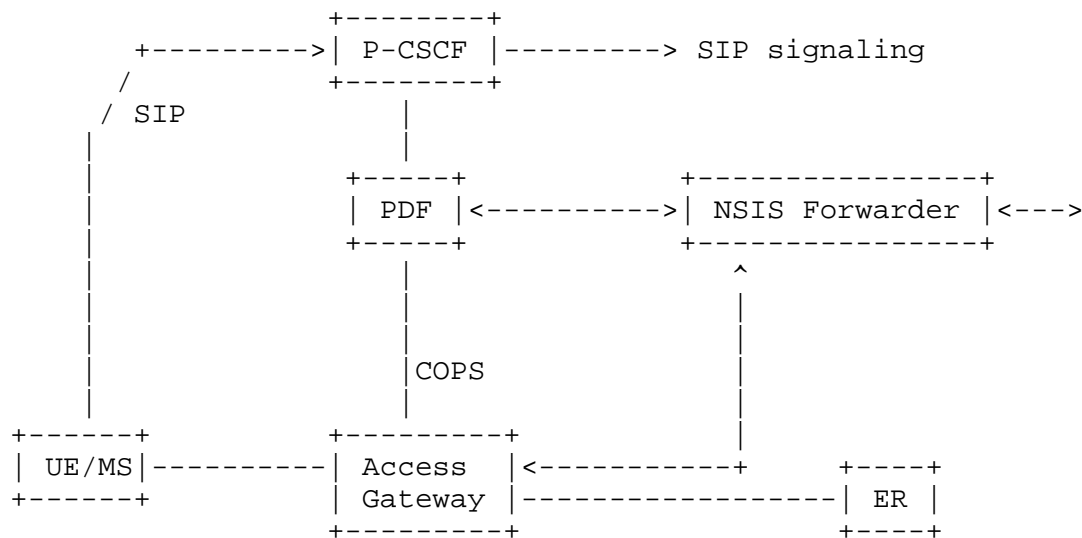 P-CSCF SIP signaling
SIP
PDF NSIS Forwarder
COPS
UE/MS Access
Gateway ER